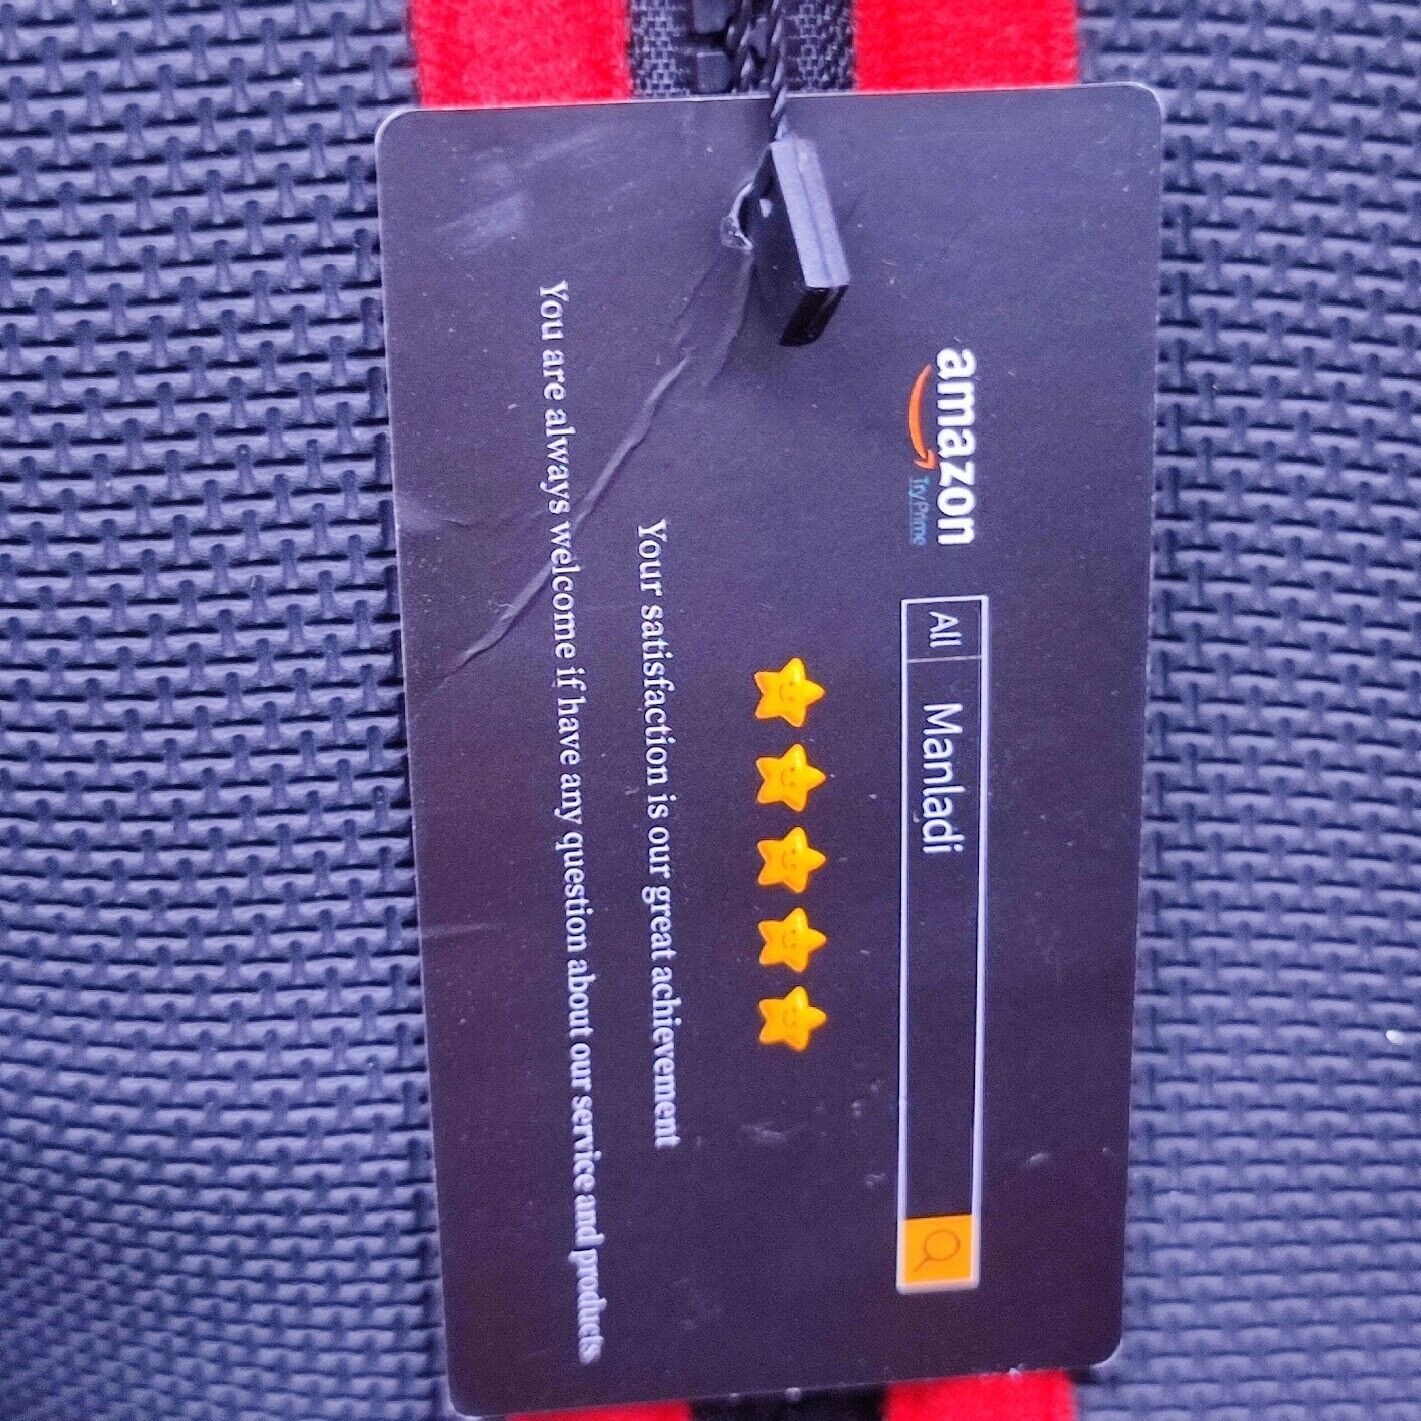 amazon
Try Prime
All Manladi
Your satisfaction is our great achievement
You are always welcome if have any question about our service and products